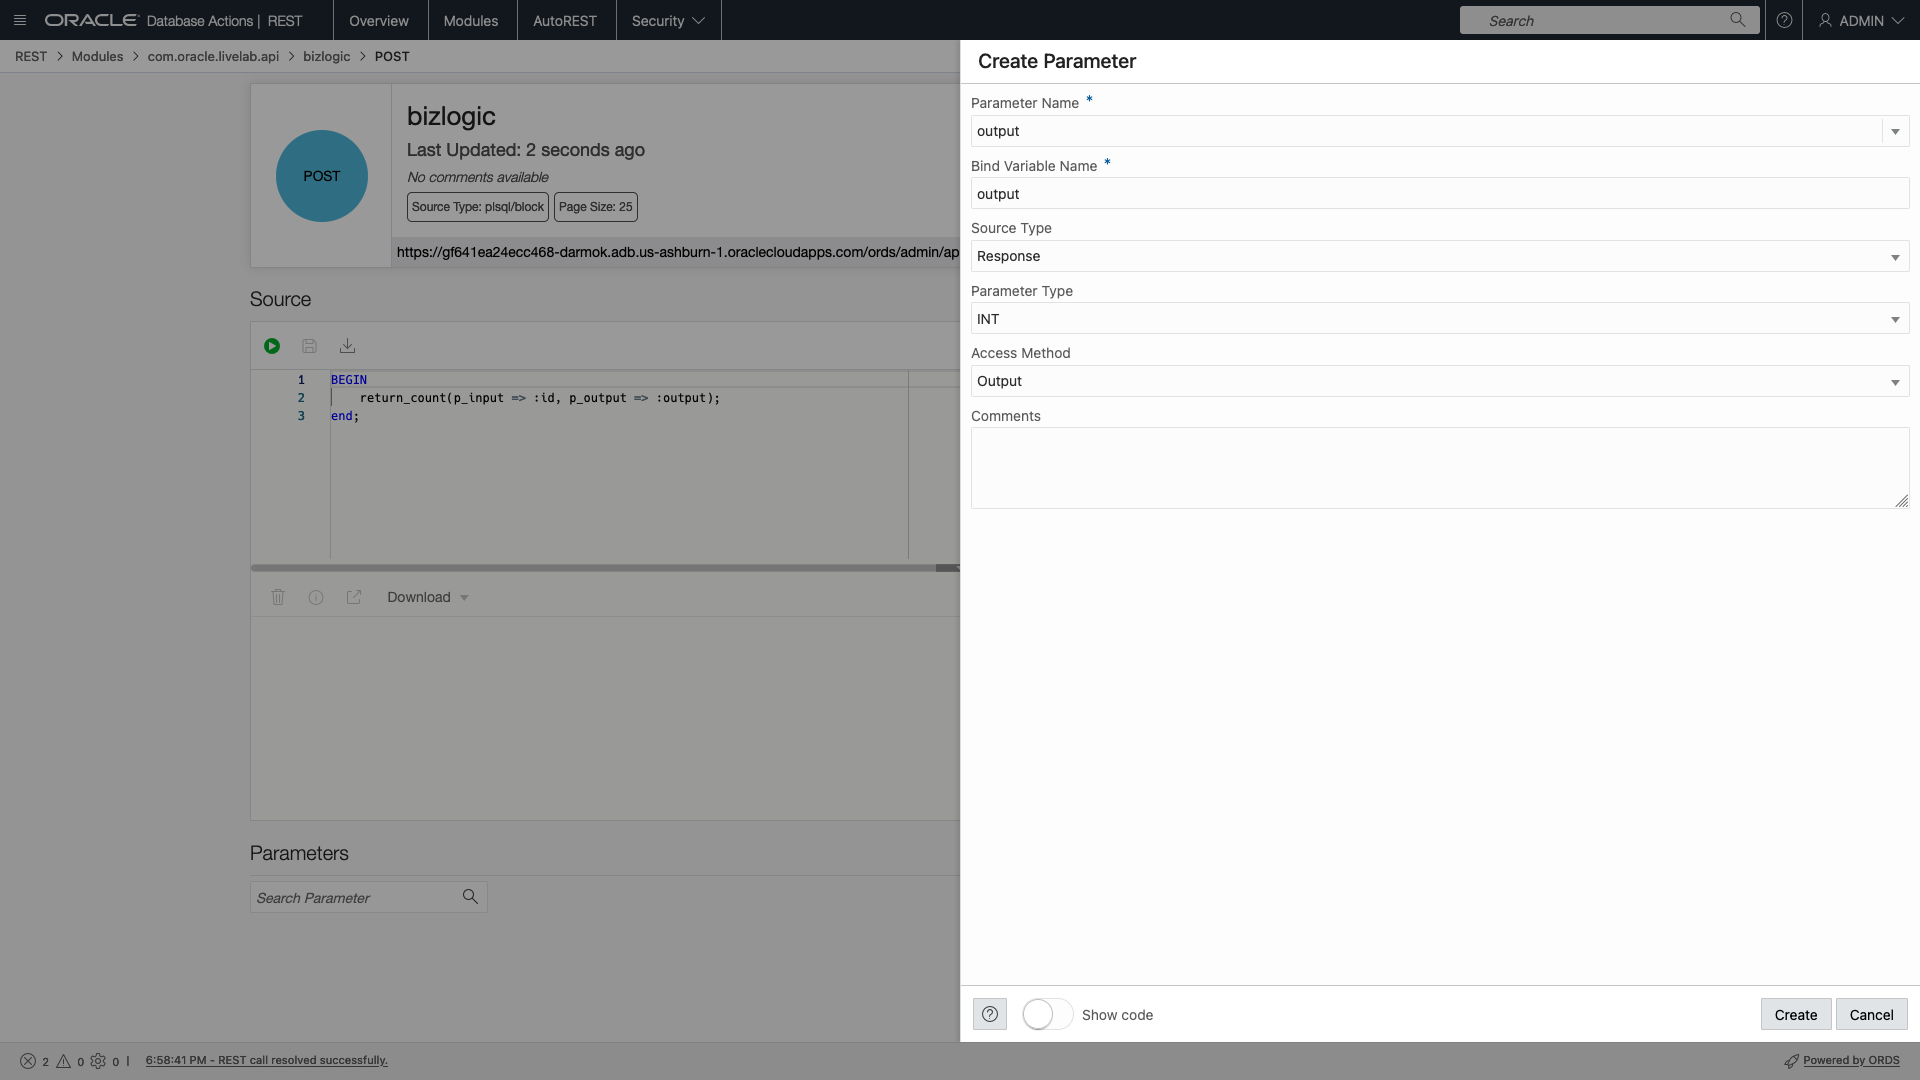 ORACLE Database Actions | REST Overview Modules AutoREST Security Search ADMIN
REST > Modules > com.oracle.livelab.api > bizlogic > POST
POST
bizlogic
Last Updated: 2 seconds ago
No comments available
Source Type: plsql/block Page Size: 25
https://gf641ea24ecc468-darmok.adb.us-ashburn-1.oraclecloudapps.com/ords/admin/ap
Source
1 BEGIN
2 return_count(p_input => :id, p_output => :output);
3 end;
Download
Parameters
Search Parameter
Create Parameter
Parameter Name *
output
Bind Variable Name *
output
Source Type
Response
Parameter Type
INT
Access Method
Output
Comments
Show code Create Cancel
2 0 0 | 6:58:41 PM - REST call resolved successfully. Powered by ORDS